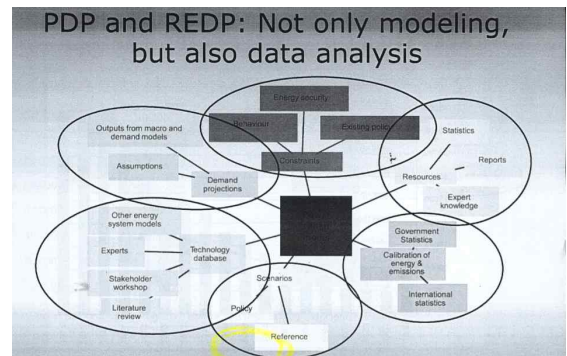 PDP and REDP: Not only modeling,
but also data analysis
Energy security
Behaviour
Existing policy
Constraints
Outputs from macro and
demand models
Assumptions
Demand
projections
Statistics
Reports
Resources
Expert
knowledge
Other energy
system models
Experts
Technology
database
Stakeholder
workshop
Literature
review
Government
Statistics
Calibration of
energy &
emissions
International
statistics
Scenarios
Policy
Reference